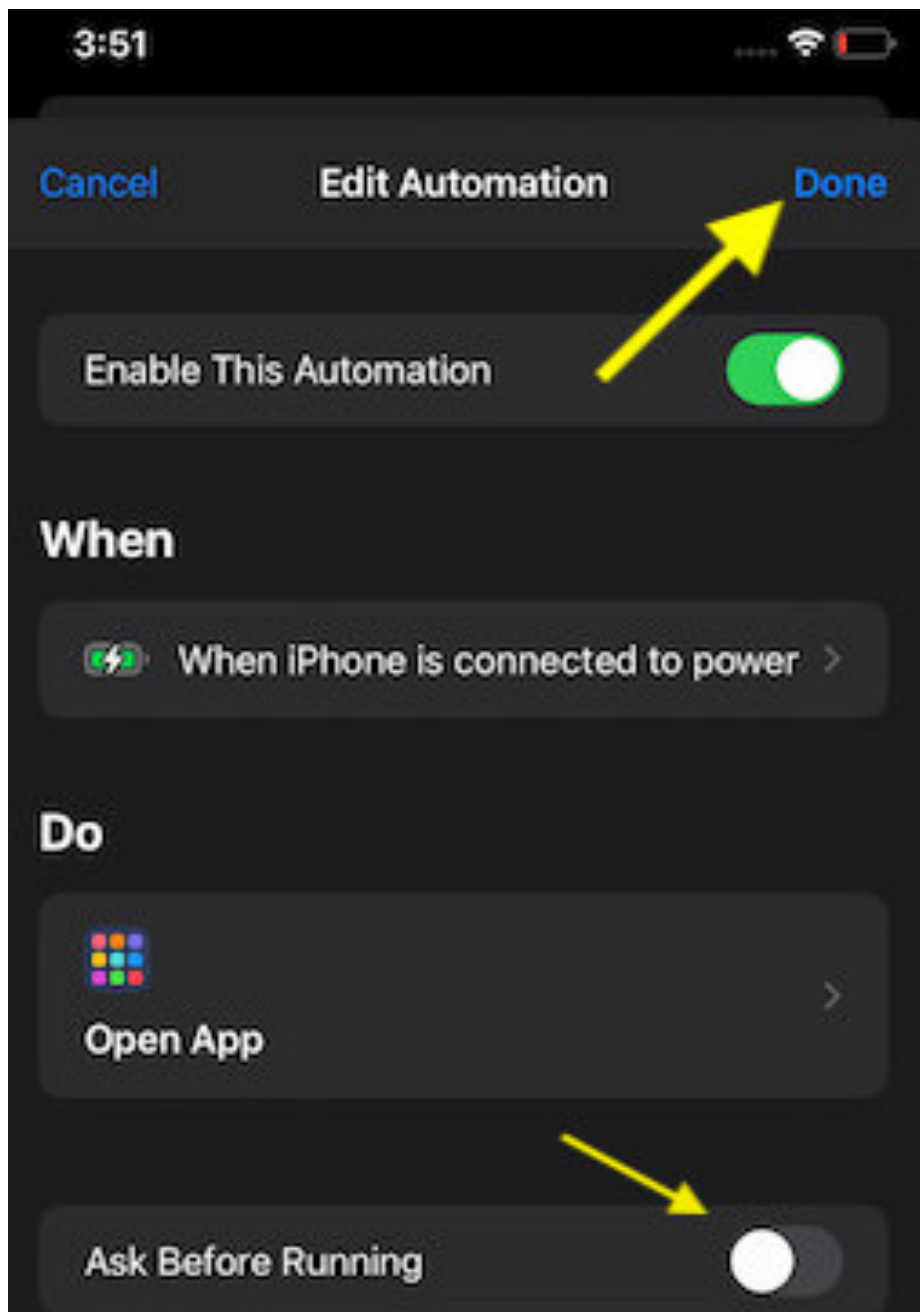 3:51
Cancel Edit Automation Done
Enable This Automation
When
When iPhone is connected to power
Do
Open App
Ask Before Running